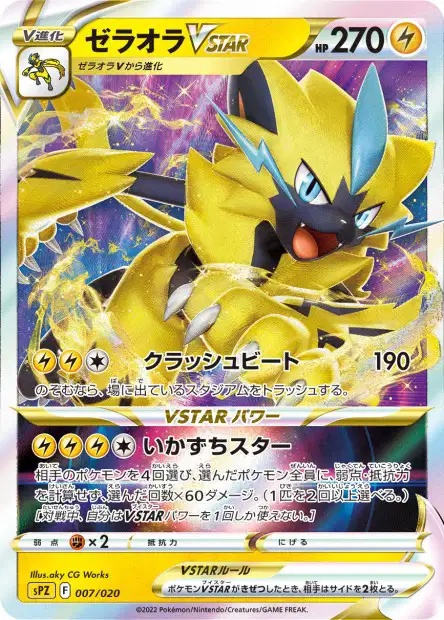 V進化
ゼラオラVSTAR
HP 270
ゼラオラVから進化
クラッシュビート 190
のぞむなら、場に出ているスタジアムをトラッシュする。
VSTARパワー
いかずちスター
相手のポケモンを4回選び、選んだポケモン全員に、弱点・抵抗力
を計算せず、選んだ回数×60ダメージ。(1匹を2回以上選べる。)
[対戦中、自分はVSTARパワーを1回しか使えない。]
弱点 ×2 抵抗力 にげる
Illus.aky CG Works
VSTARルール
ポケモンVSTARがきぜつしたとき、相手はサイドを2枚とる。
sPZ F 007/020
©2022 Pokémon/Nintendo/Creatures/GAME FREAK.